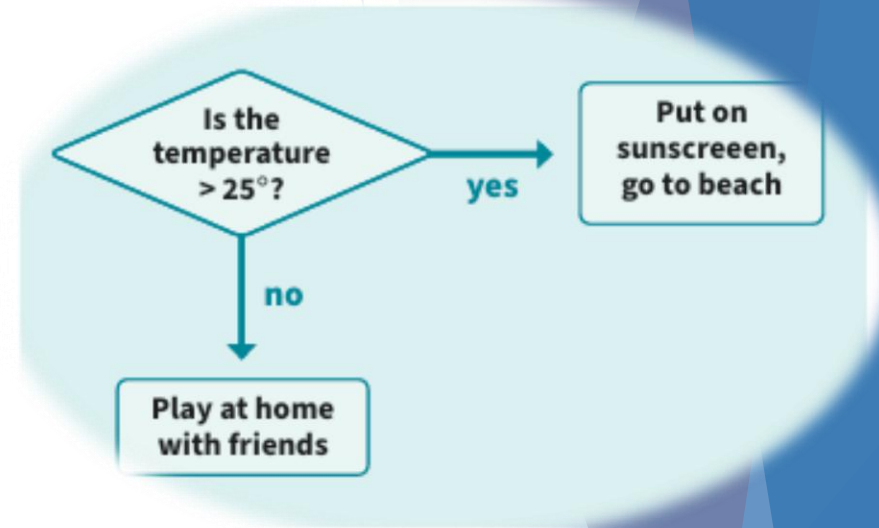 Is the
temperature
> 25°?
yes
Put on
sunscreeen,
go to beach
no
Play at home
with friends